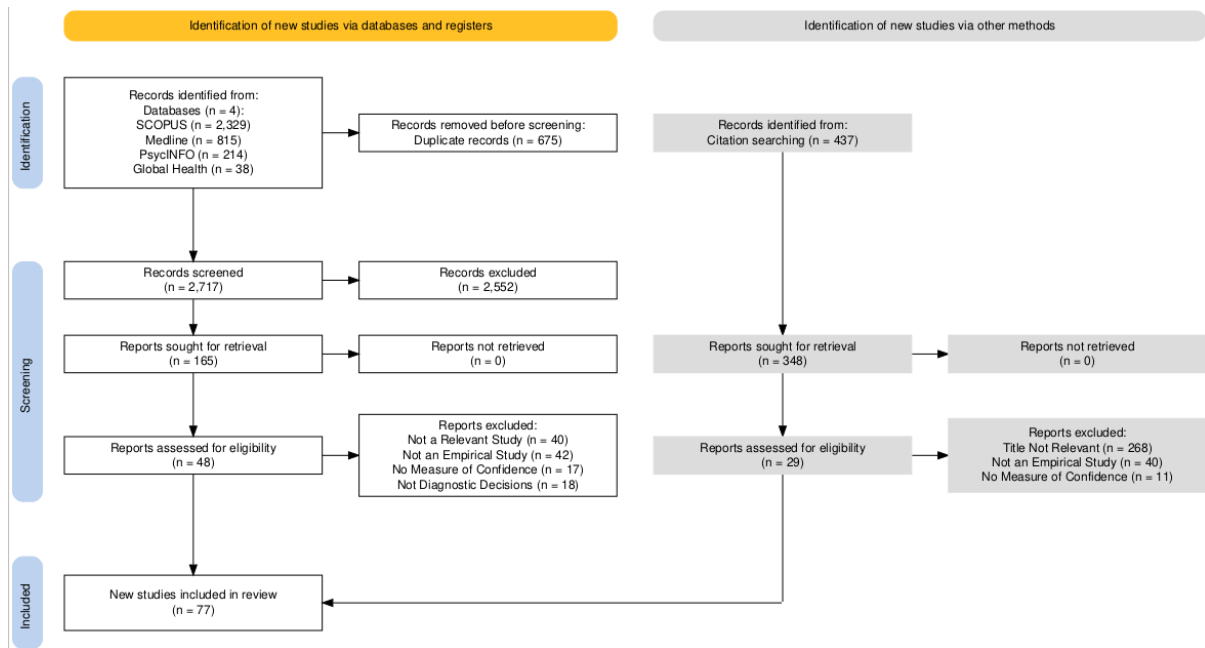 Identification of new studies via databases and registers
Identification of new studies via other methods
Identification
Records identified from:
Databases (n = 4):
SCOPUS (n = 2,329)
Medline (n = 815)
PsycINFO (n = 214)
Global Health (n = 38)
Records removed before screening:
Duplicate records (n = 675)
Records identified from:
Citation searching (n = 437)
Screening
Records screened
(n = 2,717)
Records excluded
(n = 2,552)
Reports sought for retrieval
(n = 165)
Reports not retrieved
(n = 0)
Reports sought for retrieval
(n = 348)
Reports not retrieved
(n = 0)
Reports assessed for eligibility
(n = 48)
Reports excluded:
Not a Relevant Study (n = 40)
Not an Empirical Study (n = 42)
No Measure of Confidence (n = 17)
Not Diagnostic Decisions (n = 18)
Reports assessed for eligibility
(n = 29)
Reports excluded:
Title Not Relevant (n = 268)
Not an Empirical Study (n = 40)
No Measure of Confidence (n = 11)
Included
New studies included in review
(n = 77)